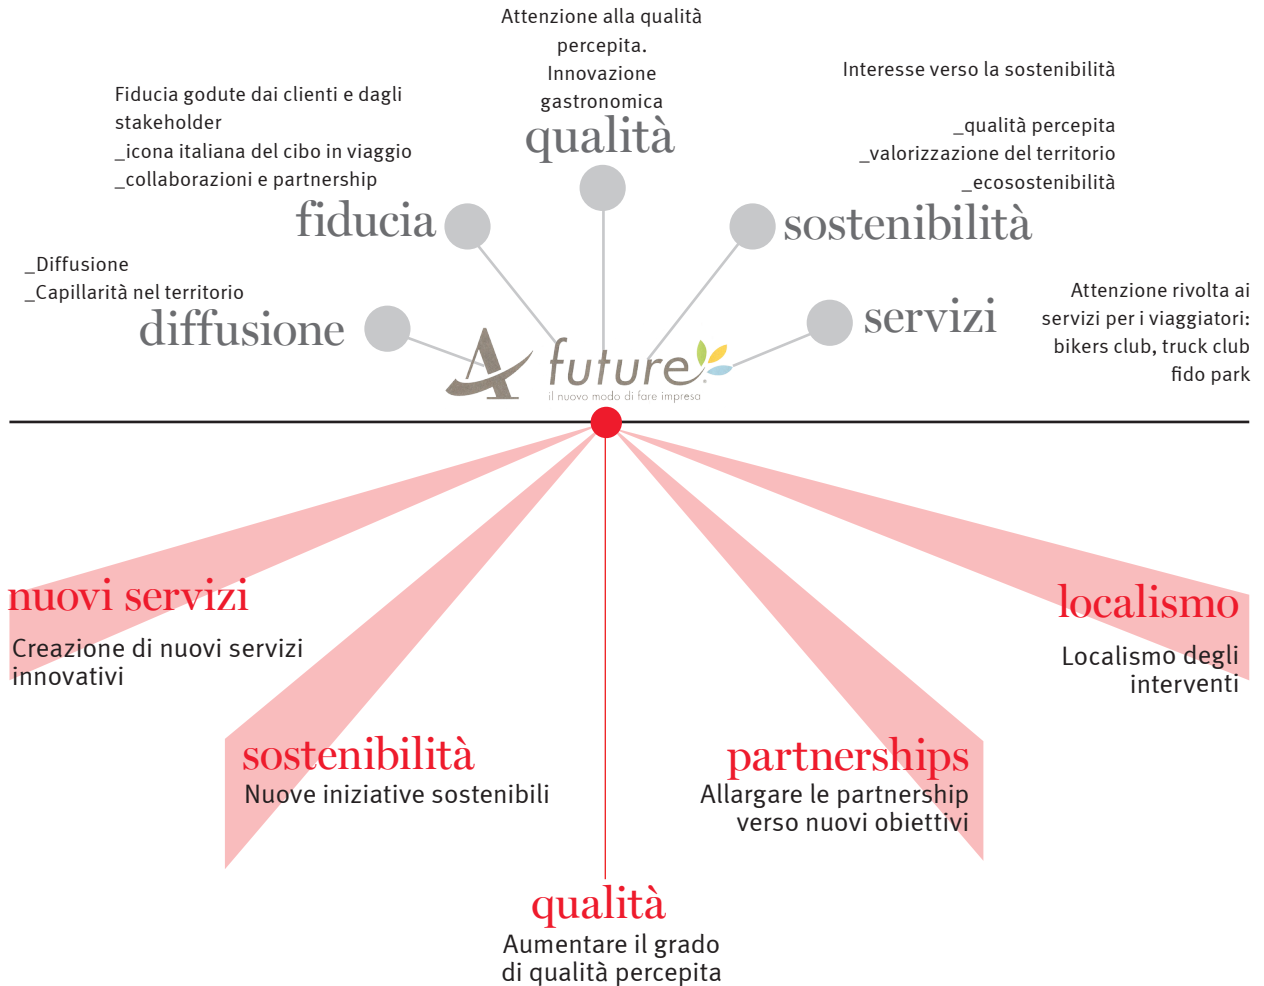 Attenzione alla qualità
percepita.
Innovazione
gastronomica
qualità
Fiducia godute dai clienti e dagli
stakeholder
_icona italiana del cibo in viaggio
_collaborazioni e partnership
fiducia
Interesse verso la sostenibilità
_qualità percepita
_valorizzazione del territorio
_ecosostenibilità
sostenibilità
_Diffusione
_Capillarità nel territorio
diffusione
servizi
Attenzione rivolta ai
servizi per i viaggiatori:
bikers club, truck club
fido park
A future
il nuovo modo di fare impresa
nuovi servizi
Creazione di nuovi servizi
innovativi
localismo
Localismo degli
interventi
sostenibilità
Nuove iniziative sostenibili
partnerships
Allargare le partnership
verso nuovi obiettivi
qualità
Aumentare il grado
di qualità percepita